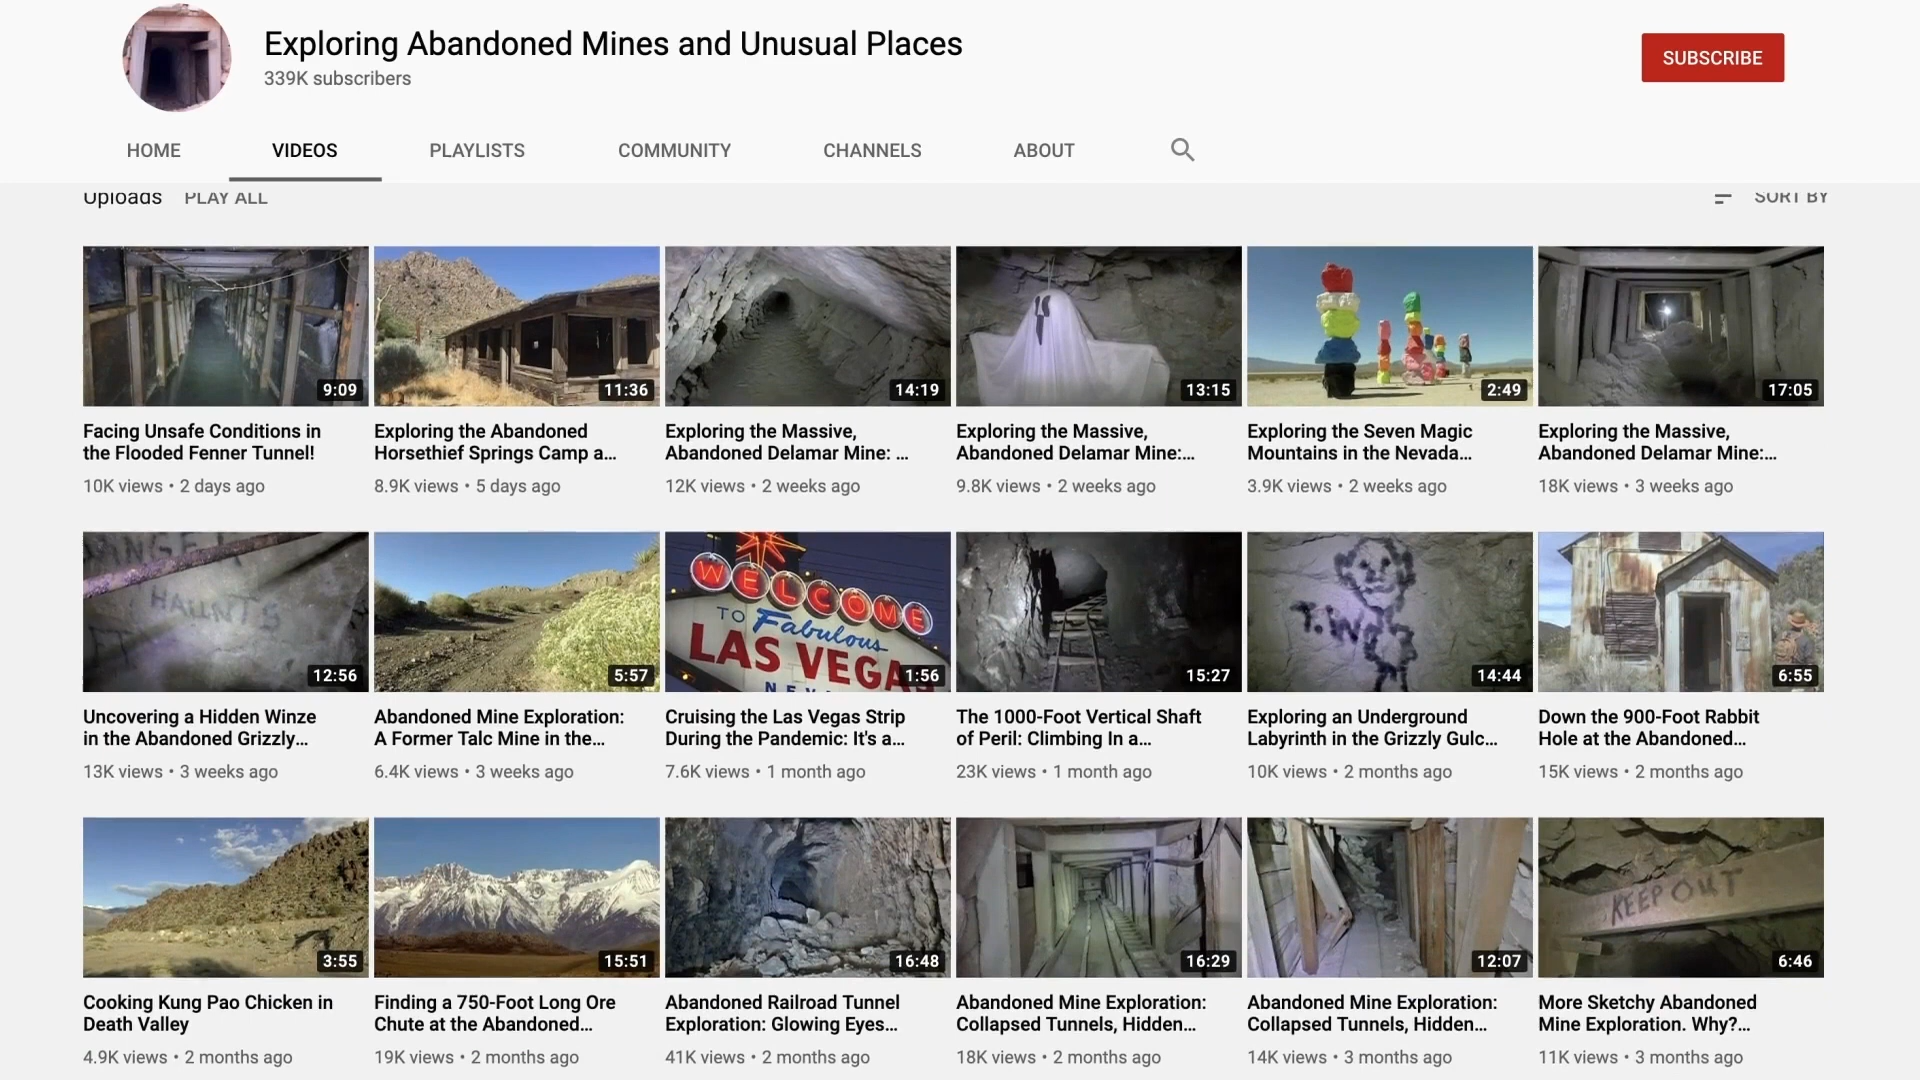 Exploring Abandoned Mines and Unusual Places
339K subscribers
SUBSCRIBE
HOME VIDEOS PLAYLISTS COMMUNITY CHANNELS ABOUT
Uploads PLAY ALL SORT BY
9:09
11:36
14:19
13:15
2:49
17:05
Facing Unsafe Conditions in
the Flooded Fenner Tunnel!
10K views • 2 days ago
Exploring the Abandoned
Horsethief Springs Camp a...
8.9K views • 5 days ago
Exploring the Massive,
Abandoned Delamar Mine: ...
12K views • 2 weeks ago
Exploring the Massive,
Abandoned Delamar Mine:...
9.8K views • 2 weeks ago
Exploring the Seven Magic
Mountains in the Nevada...
3.9K views • 2 weeks ago
Exploring the Massive,
Abandoned Delamar Mine:...
18K views • 3 weeks ago
HAUNTS
12:56
5:57
WELCOME
TO Fabulous
LAS VEGA
1:56
15:27
14:44
6:55
Uncovering a Hidden Winze
in the Abandoned Grizzly...
13K views • 3 weeks ago
Abandoned Mine Exploration:
A Former Talc Mine in the...
6.4K views • 3 weeks ago
Cruising the Las Vegas Strip
During the Pandemic: It's a...
7.6K views • 1 month ago
The 1000-Foot Vertical Shaft
of Peril: Climbing In a...
23K views • 1 month ago
Exploring an Underground
Labyrinth in the Grizzly Gulc...
10K views • 2 months ago
Down the 900-Foot Rabbit
Hole at the Abandoned...
15K views • 2 months ago
3:55
15:51
16:48
16:29
12:07
KEEP OUT
6:46
Cooking Kung Pao Chicken in
Death Valley
4.9K views • 2 months ago
Finding a 750-Foot Long Ore
Chute at the Abandoned...
19K views • 2 months ago
Abandoned Railroad Tunnel
Exploration: Glowing Eyes...
41K views • 2 months ago
Abandoned Mine Exploration:
Collapsed Tunnels, Hidden...
18K views • 2 months ago
Abandoned Mine Exploration:
Collapsed Tunnels, Hidden...
14K views • 3 months ago
More Sketchy Abandoned
Mine Exploration. Why?...
11K views • 3 months ago